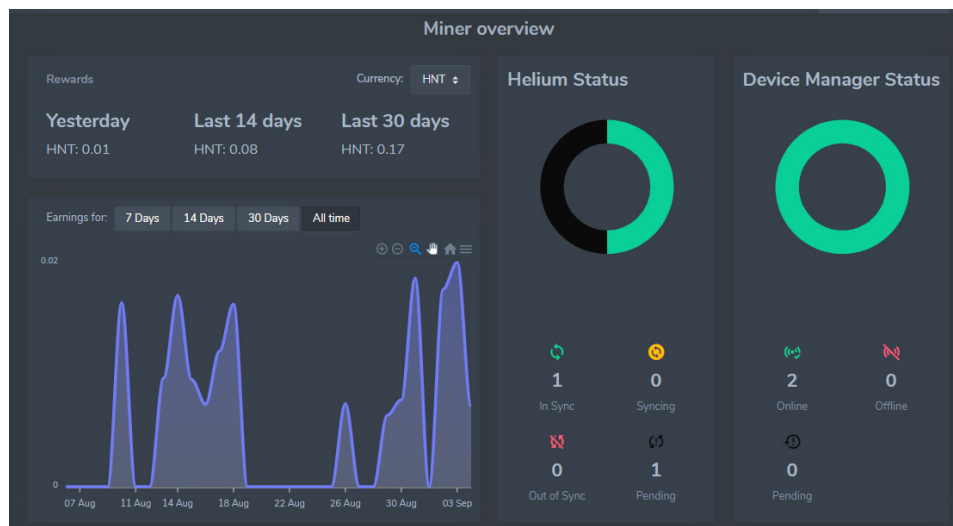 Miner overview
Rewards
Currency: HNT
Yesterday Last 14 days Last 30 days
HNT: 0.01 HNT: 0.08 HNT: 0.17
Earnings for: 7 Days 14 Days 30 Days All time
0.02
0
07 Aug 11 Aug 14 Aug 18 Aug 22 Aug 26 Aug 30 Aug 03 Sep
Helium Status
1 0
In Sync Syncing
0 1
Out of Sync Pending
Device Manager Status
2 0
Online Offline
0
Pending